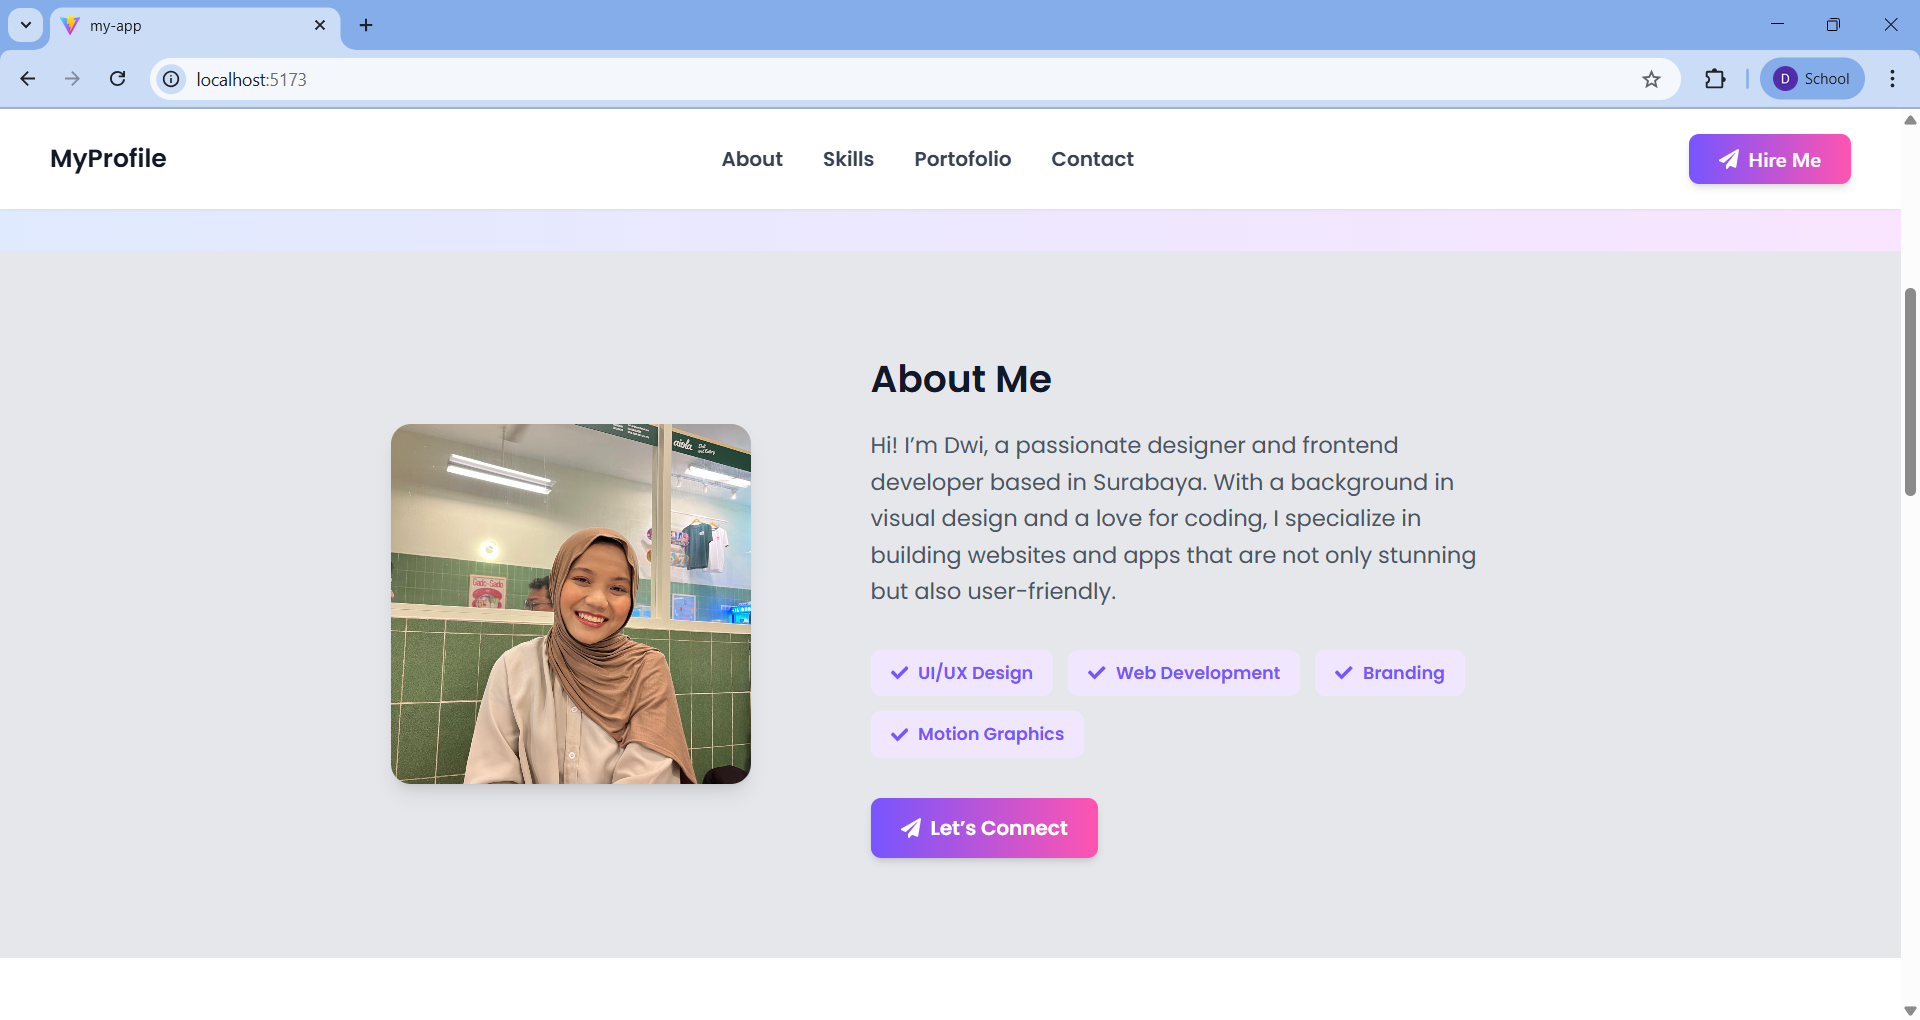 my-app
localhost:5173
D School
MyProfile
About Skills Portofolio Contact
Hire Me
About Me
Hi! I’m Dwi, a passionate designer and frontend
developer based in Surabaya. With a background in
visual design and a love for coding, I specialize in
building websites and apps that are not only stunning
but also user-friendly.
aiola
Gado-Gado
UI/UX Design Web Development Branding
Motion Graphics
Let’s Connect